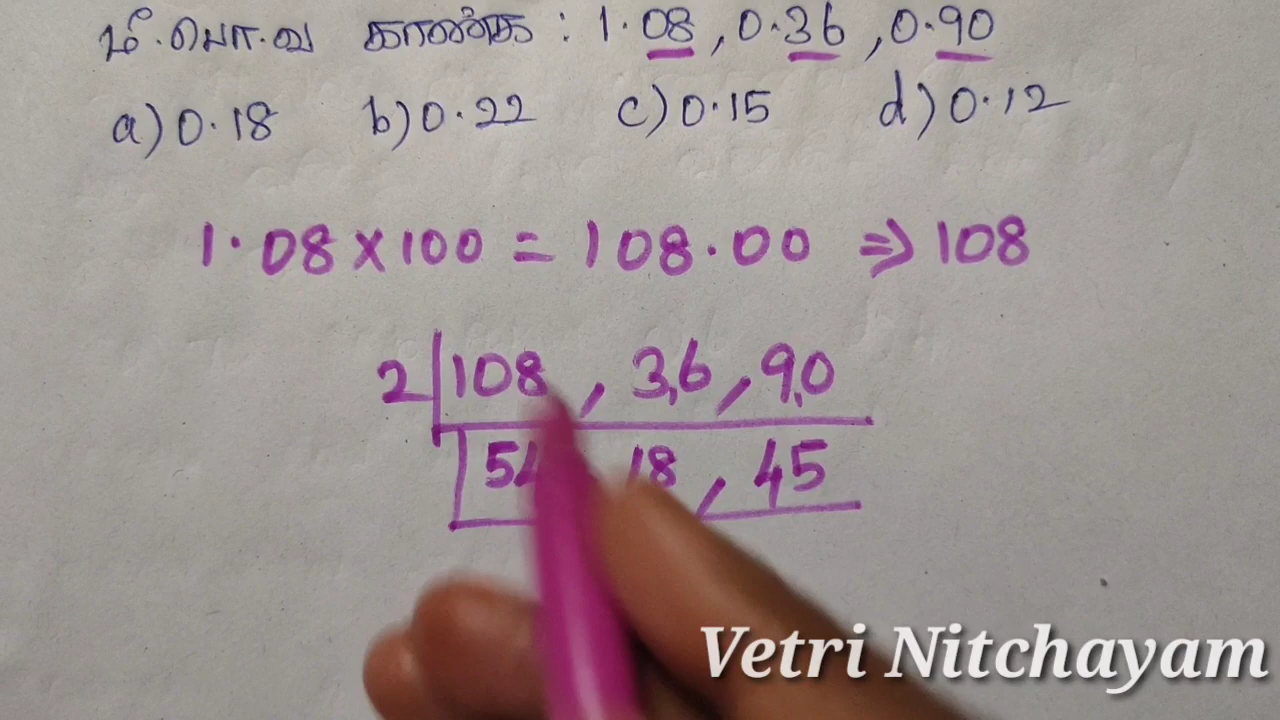 மீ.பொ.வ காண்க : 1.08 , 0.36 , 0.90
a) 0.18 b) 0.22 c) 0.15 d) 0.12
1.08 x 100 = 108.00 ⇒ 108
2 108 , 36 , 90
54 18 , 45
Vetri Nitchayam